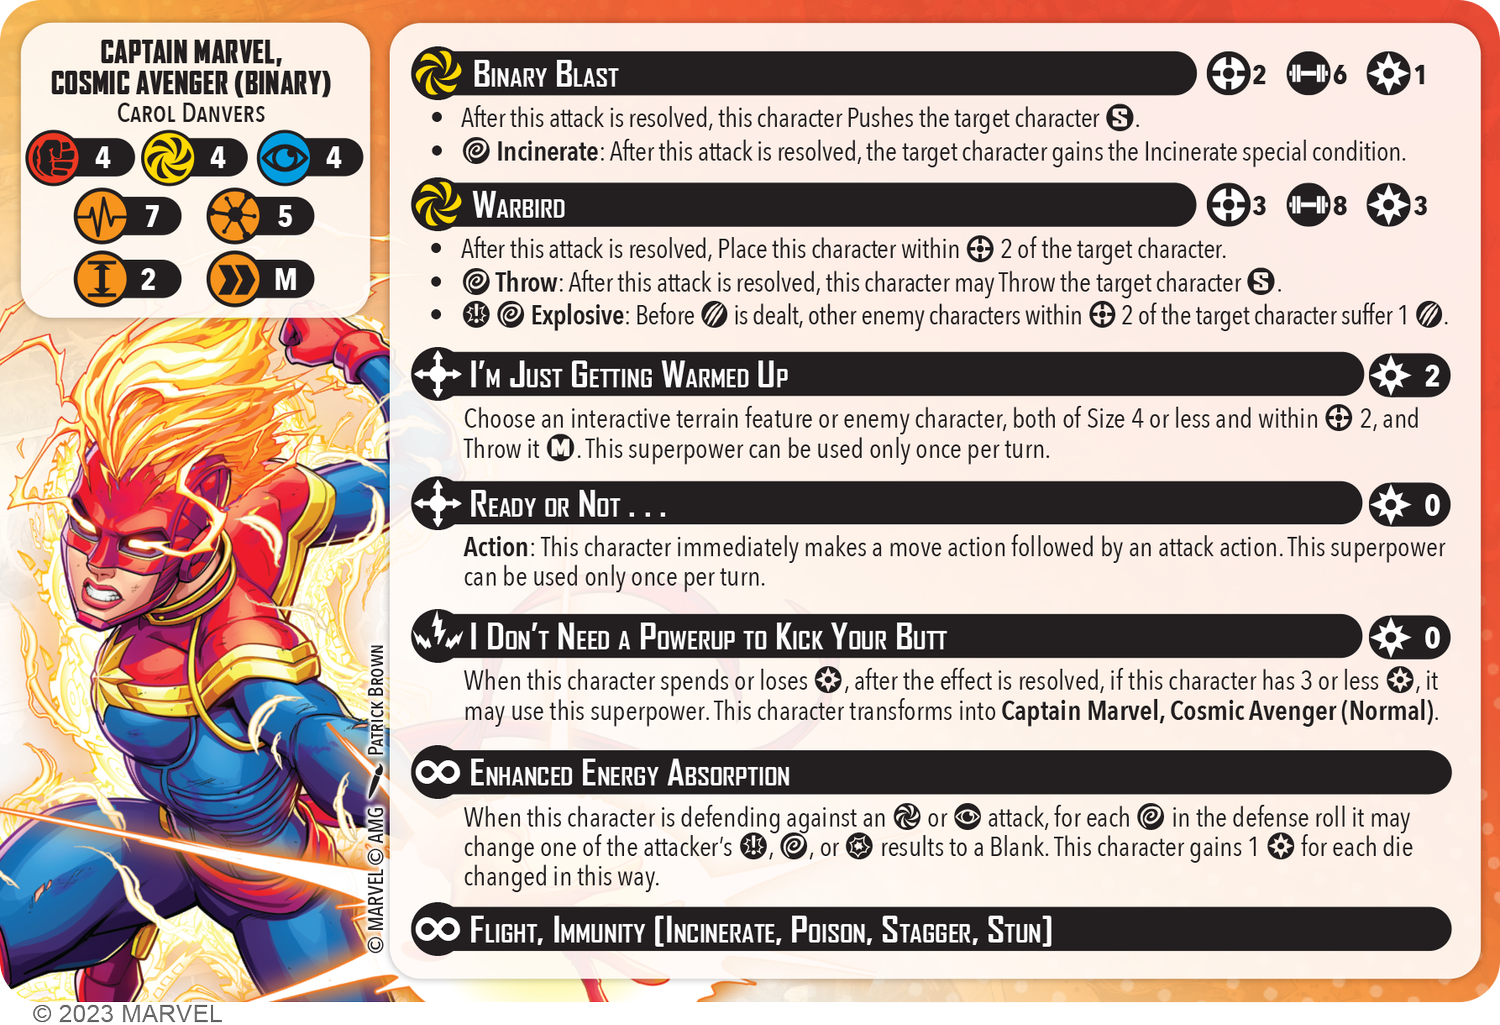 CAPTAIN MARVEL,
COSMIC AVENGER (BINARY)
CAROL DANVERS
4 4 4
7 5
2 M
BINARY BLAST 2 6 1
• After this attack is resolved, this character Pushes the target character S.
• Incinerate: After this attack is resolved, the target character gains the Incinerate special condition.
WARBIRD 3 8 3
• After this attack is resolved, Place this character within 2 of the target character.
• Throw: After this attack is resolved, this character may Throw the target character S.
• Explosive: Before is dealt, other enemy characters within 2 of the target character suffer 1 .
I'M JUST GETTING WARMED UP 2
Choose an interactive terrain feature or enemy character, both of Size 4 or less and within 2, and
Throw it M. This superpower can be used only once per turn.
READY OR NOT . . . 0
Action: This character immediately makes a move action followed by an attack action. This superpower
can be used only once per turn.
I DON'T NEED A POWERUP TO KICK YOUR BUTT 0
When this character spends or loses , after the effect is resolved, if this character has 3 or less , it
may use this superpower. This character transforms into Captain Marvel, Cosmic Avenger (Normal).
ENHANCED ENERGY ABSORPTION
When this character is defending against an or attack, for each in the defense roll it may
change one of the attacker's , , or results to a Blank. This character gains 1 for each die
changed in this way.
FLIGHT, IMMUNITY [INCINERATE, POISON, STAGGER, STUN]
© MARVEL © AMG PATRICK BROWN
© 2023 MARVEL